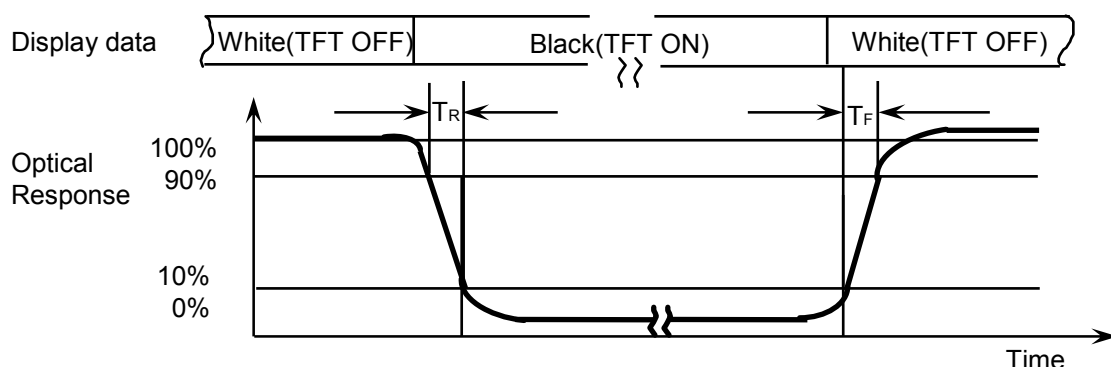 Display data
White(TFT OFF)
Black(TFT ON)
White(TFT OFF)
TR
TF
Optical
Response
100%
90%
10%
0%
Time